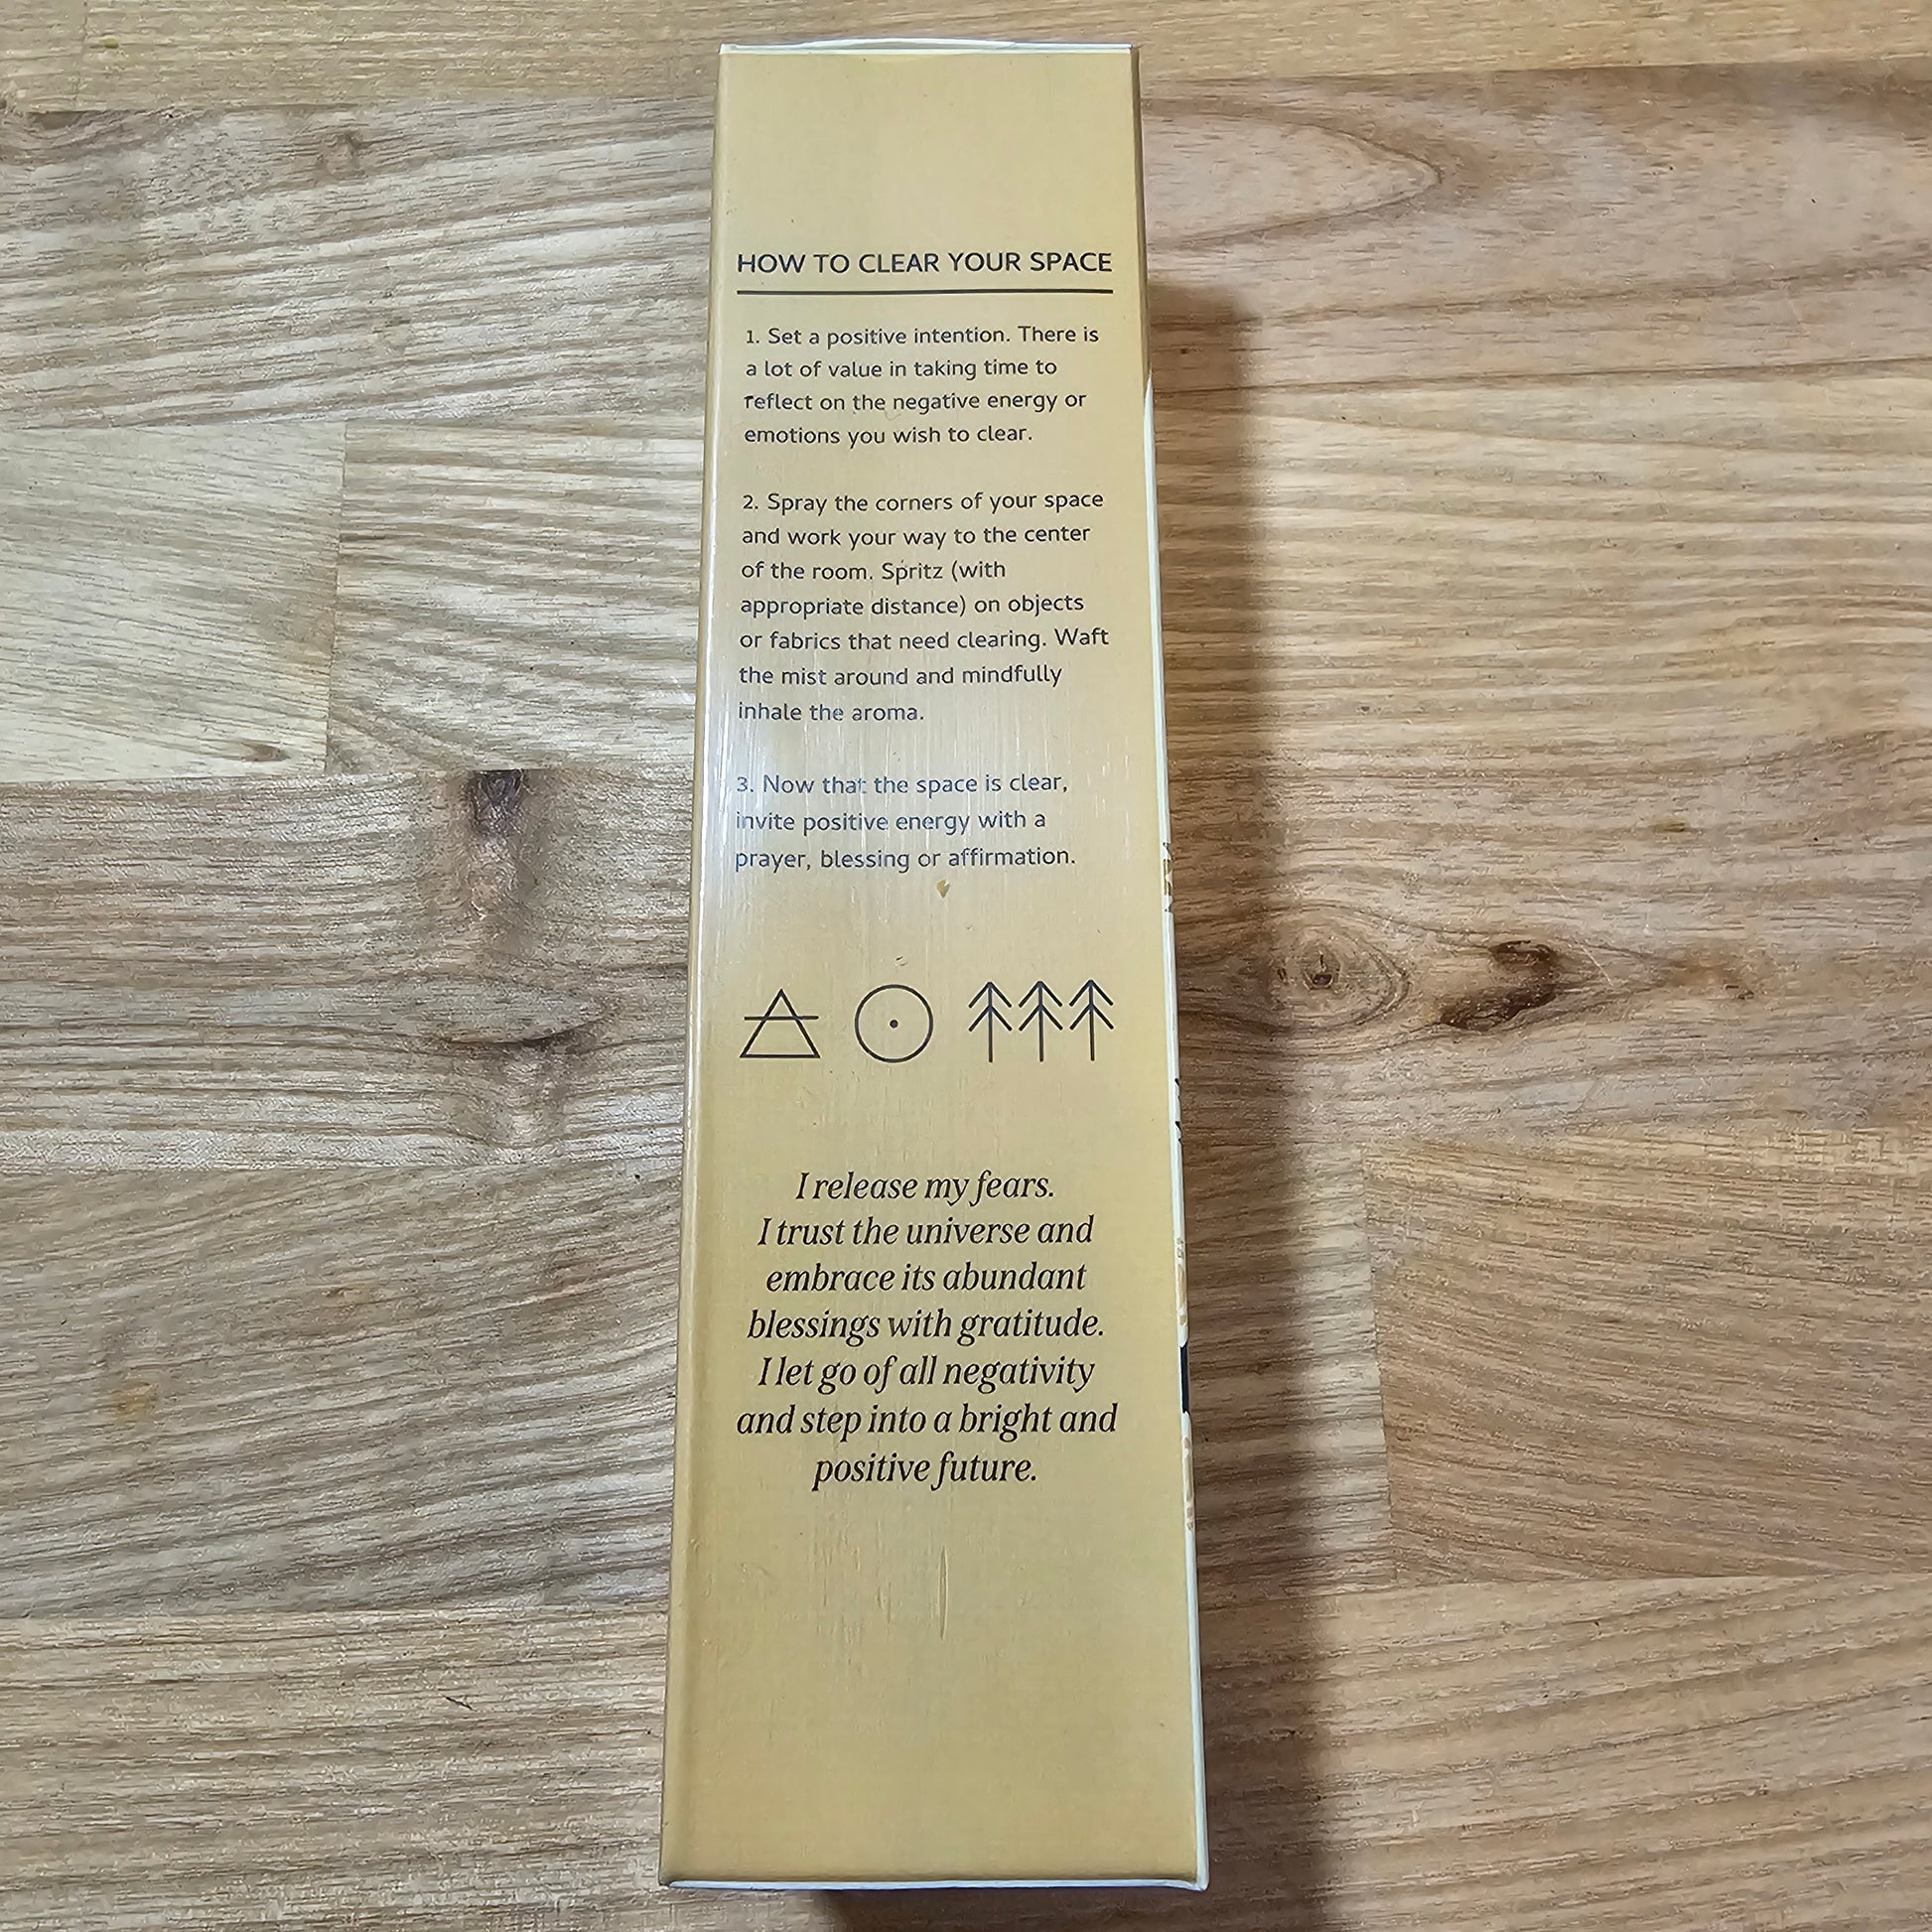 HOW TO CLEAR YOUR SPACE
1. Set a positive intention. There is
a lot of value in taking time to
reflect on the negative energy or
emotions you wish to clear.
2. Spray the corners of your space
and work your way to the center
of the room. Spritz (with
appropriate distance) on objects
or fabrics that need clearing. Waft
the mist around and mindfully
inhale the aroma.
3. Now that the space is clear,
invite positive energy with a
prayer, blessing or affirmation.
I release my fears.
I trust the universe and
embrace its abundant
blessings with gratitude.
I let go of all negativity
and step into a bright and
positive future.